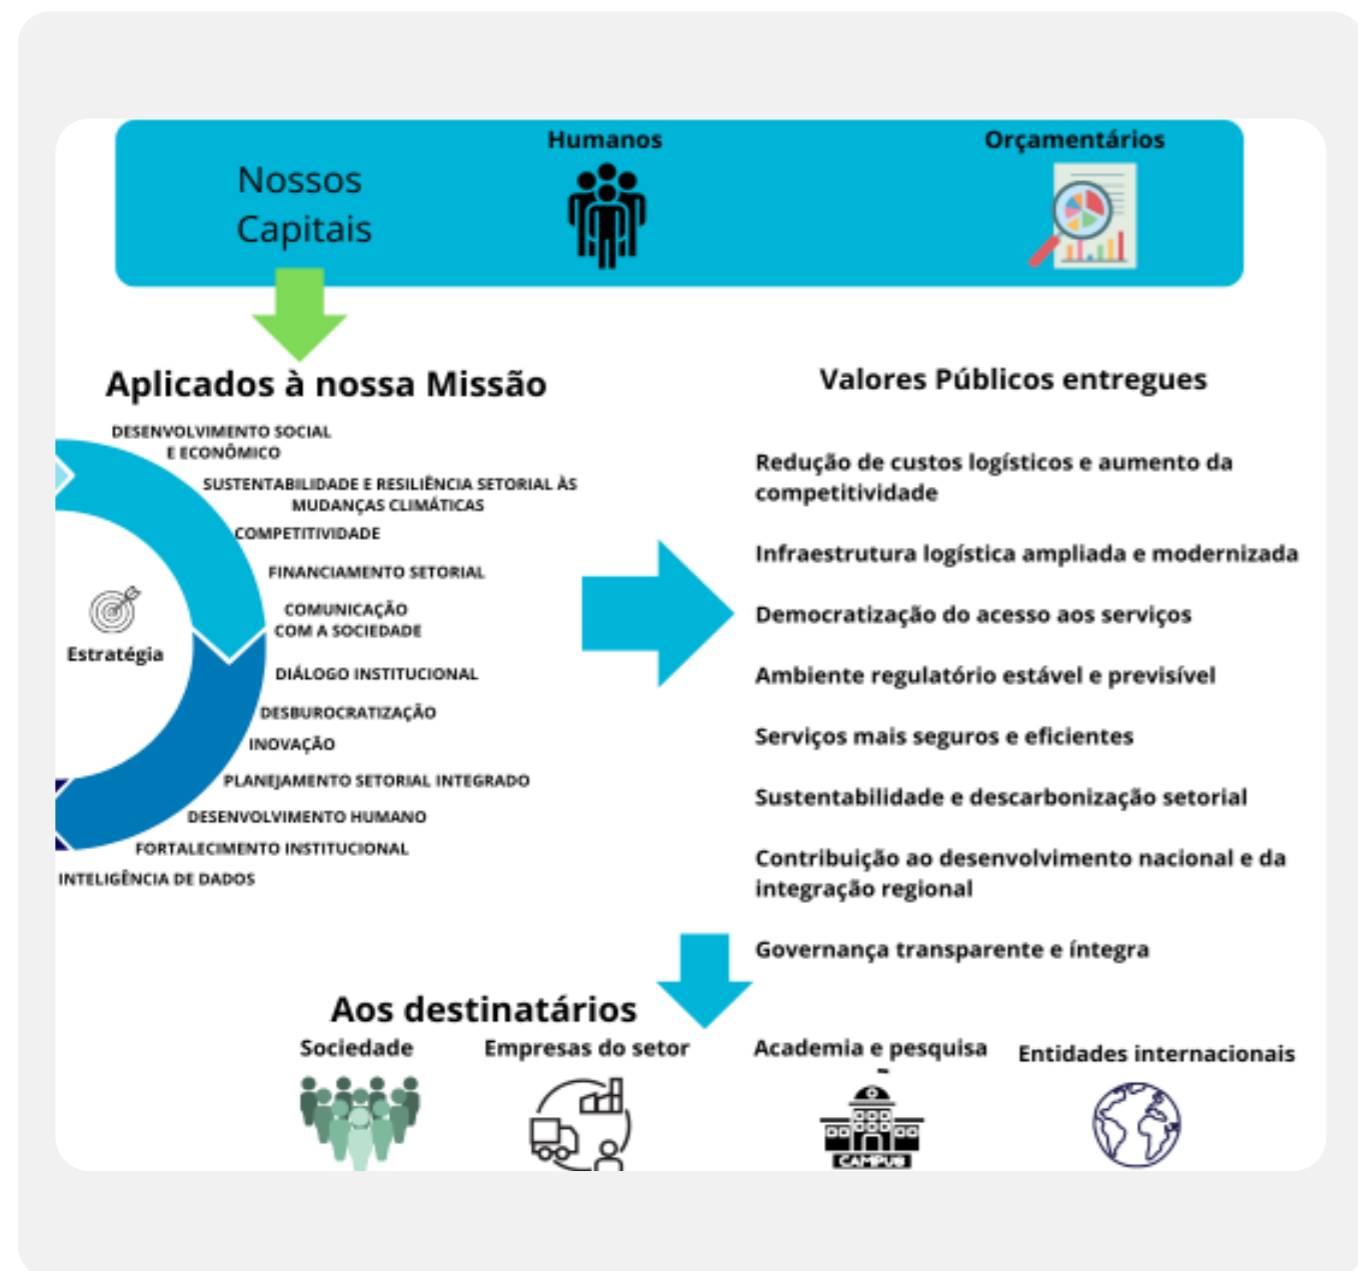 Humanos
Orçamentários
Nossos
Capitais
Aplicados à nossa Missão
DESENVOLVIMENTO SOCIAL
E ECONÔMICO
SUSTENTABILIDADE E RESILIÊNCIA SETORIAL ÀS
MUDANÇAS CLIMÁTICAS
COMPETITIVIDADE
FINANCIAMENTO SETORIAL
COMUNICAÇÃO
COM A SOCIEDADE
Estratégia
DIÁLOGO INSTITUCIONAL
DESBUROCRATIZAÇÃO
INOVAÇÃO
PLANEJAMENTO SETORIAL INTEGRADO
DESENVOLVIMENTO HUMANO
FORTALECIMENTO INSTITUCIONAL
INTELIGÊNCIA DE DADOS
Valores Públicos entregues
Redução de custos logísticos e aumento da
competitividade
Infraestrutura logística ampliada e modernizada
Democratização do acesso aos serviços
Ambiente regulatório estável e previsível
Serviços mais seguros e eficientes
Sustentabilidade e descarbonização setorial
Contribuição ao desenvolvimento nacional e da
integração regional
Governança transparente e íntegra
Aos destinatários
Sociedade
Empresas do setor
Academia e pesquisa
Entidades internacionais
CAMPUS